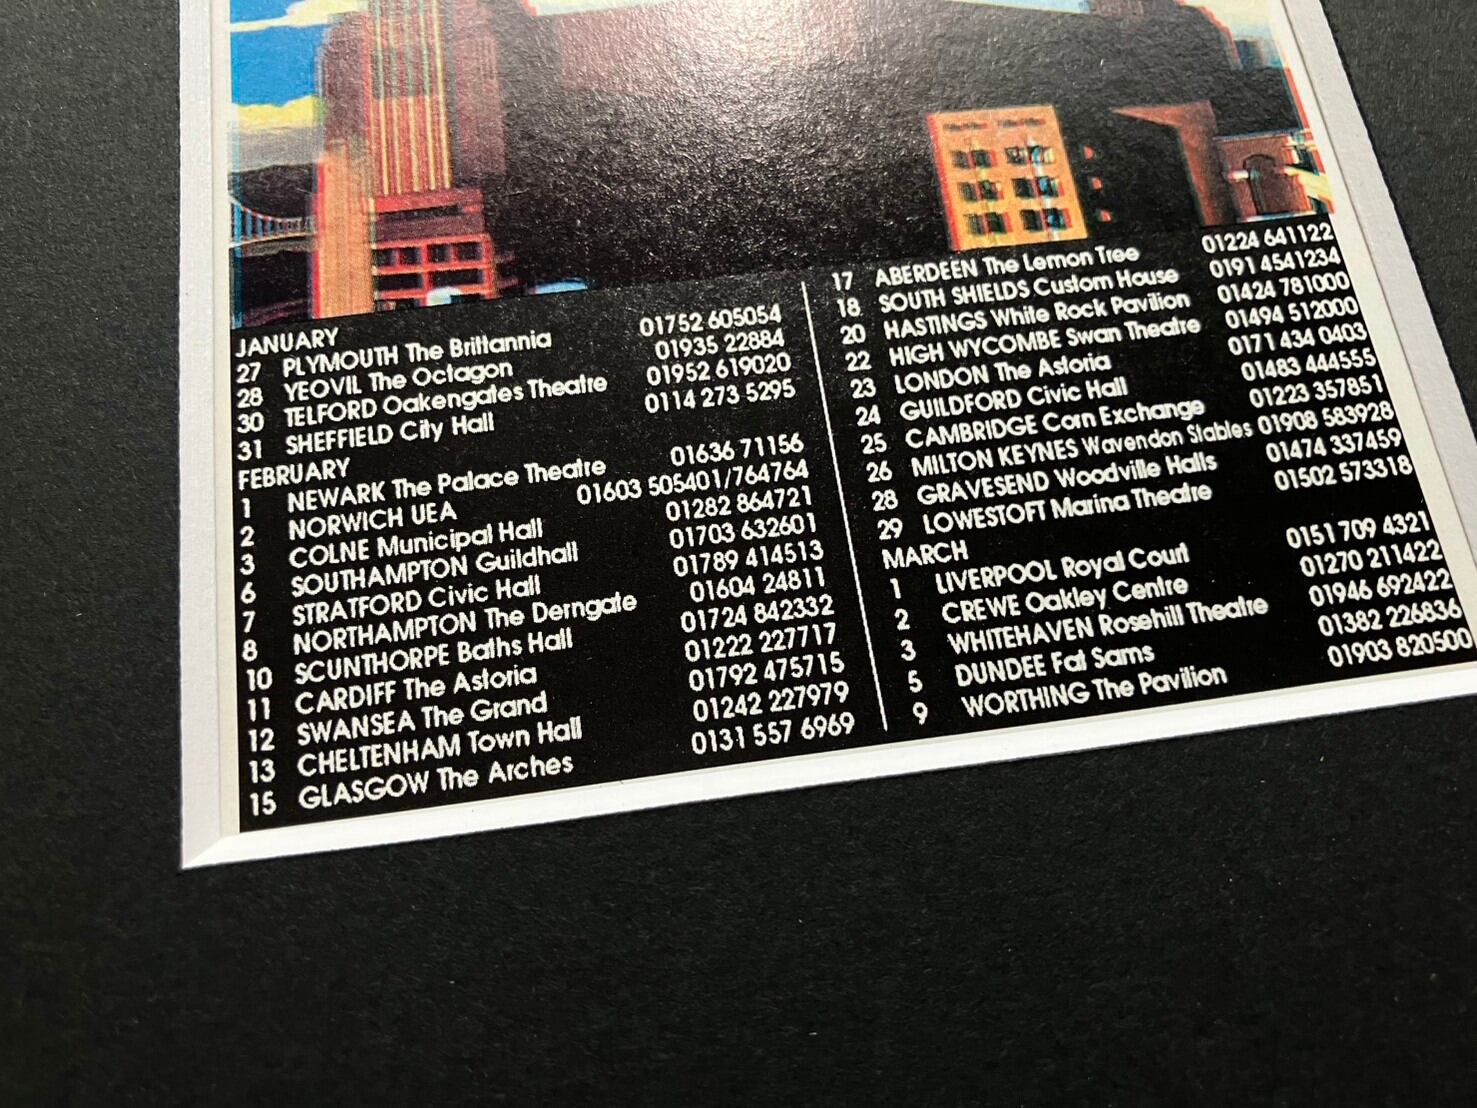 JANUARY
27 PLYMOUTH The Brittannia 01752 605054
28 YEOVIL The Octagon 01935 22884
30 TELFORD Oakengates Theatre 01952 619020
31 SHEFFIELD City Hall 0114 273 5295
FEBRUARY
1 NEWARK The Palace Theatre 01636 71156
2 NORWICH UEA 01603 505401/764764
3 COLNE Municipal Hall 01282 864721
6 SOUTHAMPTON Guildhall 01703 632601
7 STRATFORD Civic Hall 01789 414513
8 NORTHAMPTON The Derngate 01604 24811
10 SCUNTHORPE Baths Hall 01724 842332
11 CARDIFF The Astoria 01222 227717
12 SWANSEA The Grand 01792 475715
13 CHELTENHAM Town Hall 01242 227979
15 GLASGOW The Arches 0131 557 6969
17 ABERDEEN The Lemon Tree 01224 641122
18 SOUTH SHIELDS Custom House 0191 4541234
20 HASTINGS White Rock Pavilion 01424 781000
22 HIGH WYCOMBE Swan Theatre 01494 512000
23 LONDON The Astoria 0171 434 0403
24 GUILDFORD Civic Hall 01483 444555
25 CAMBRIDGE Corn Exchange 01223 357851
26 MILTON KEYNES Wavendon Stables 01908 583928
28 GRAVESEND Woodville Halls 01474 337459
29 LOWESTOFT Marina Theatre 01502 573318
MARCH
1 LIVERPOOL Royal Court 0151 709 4321
2 CREWE Oakley Centre 01270 211422
3 WHITEHAVEN Rosehill Theatre 01946 692422
5 DUNDEE Fat Sams 01382 226836
9 WORTHING The Pavilion 01903 820500